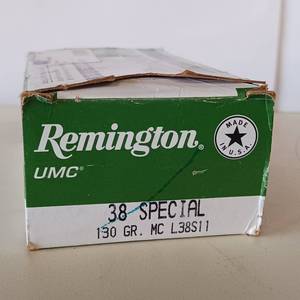 Remington®
UMC®
MADE
IN U.S.A.
38 SPECIAL
130 GR. MC L38S11